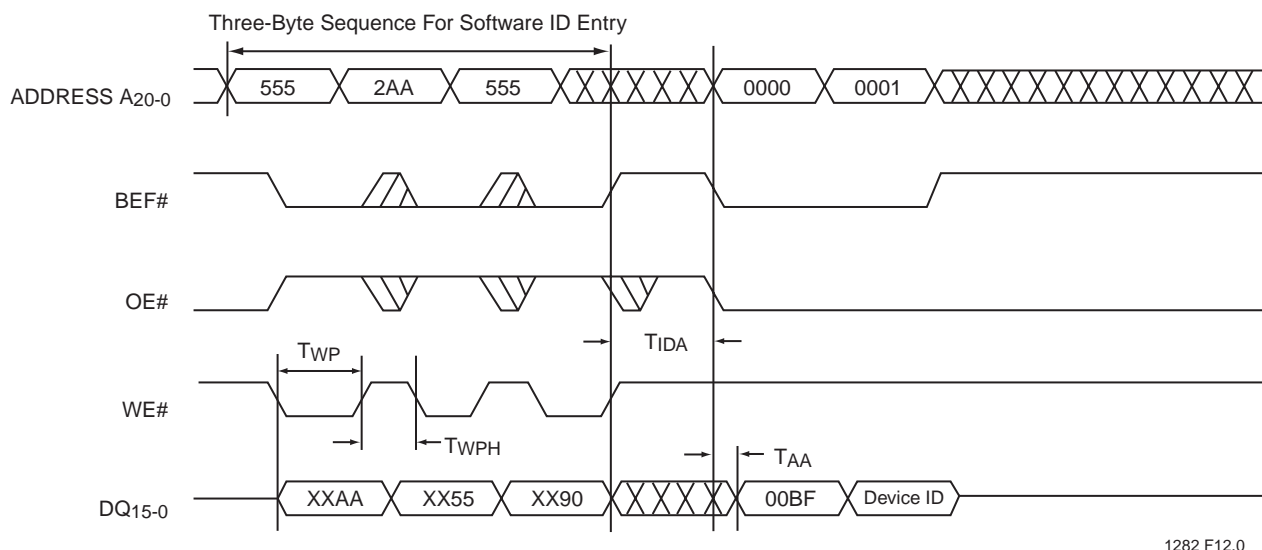 Three-Byte Sequence For Software ID Entry
ADDRESS A20-0 555 2AA 555 0000 0001
BEF#
OE#
TIDA
TWP
WE#
TWPH
TAA
DQ15-0 XXAA XX55 XX90 00BF Device ID
1282 F12.0